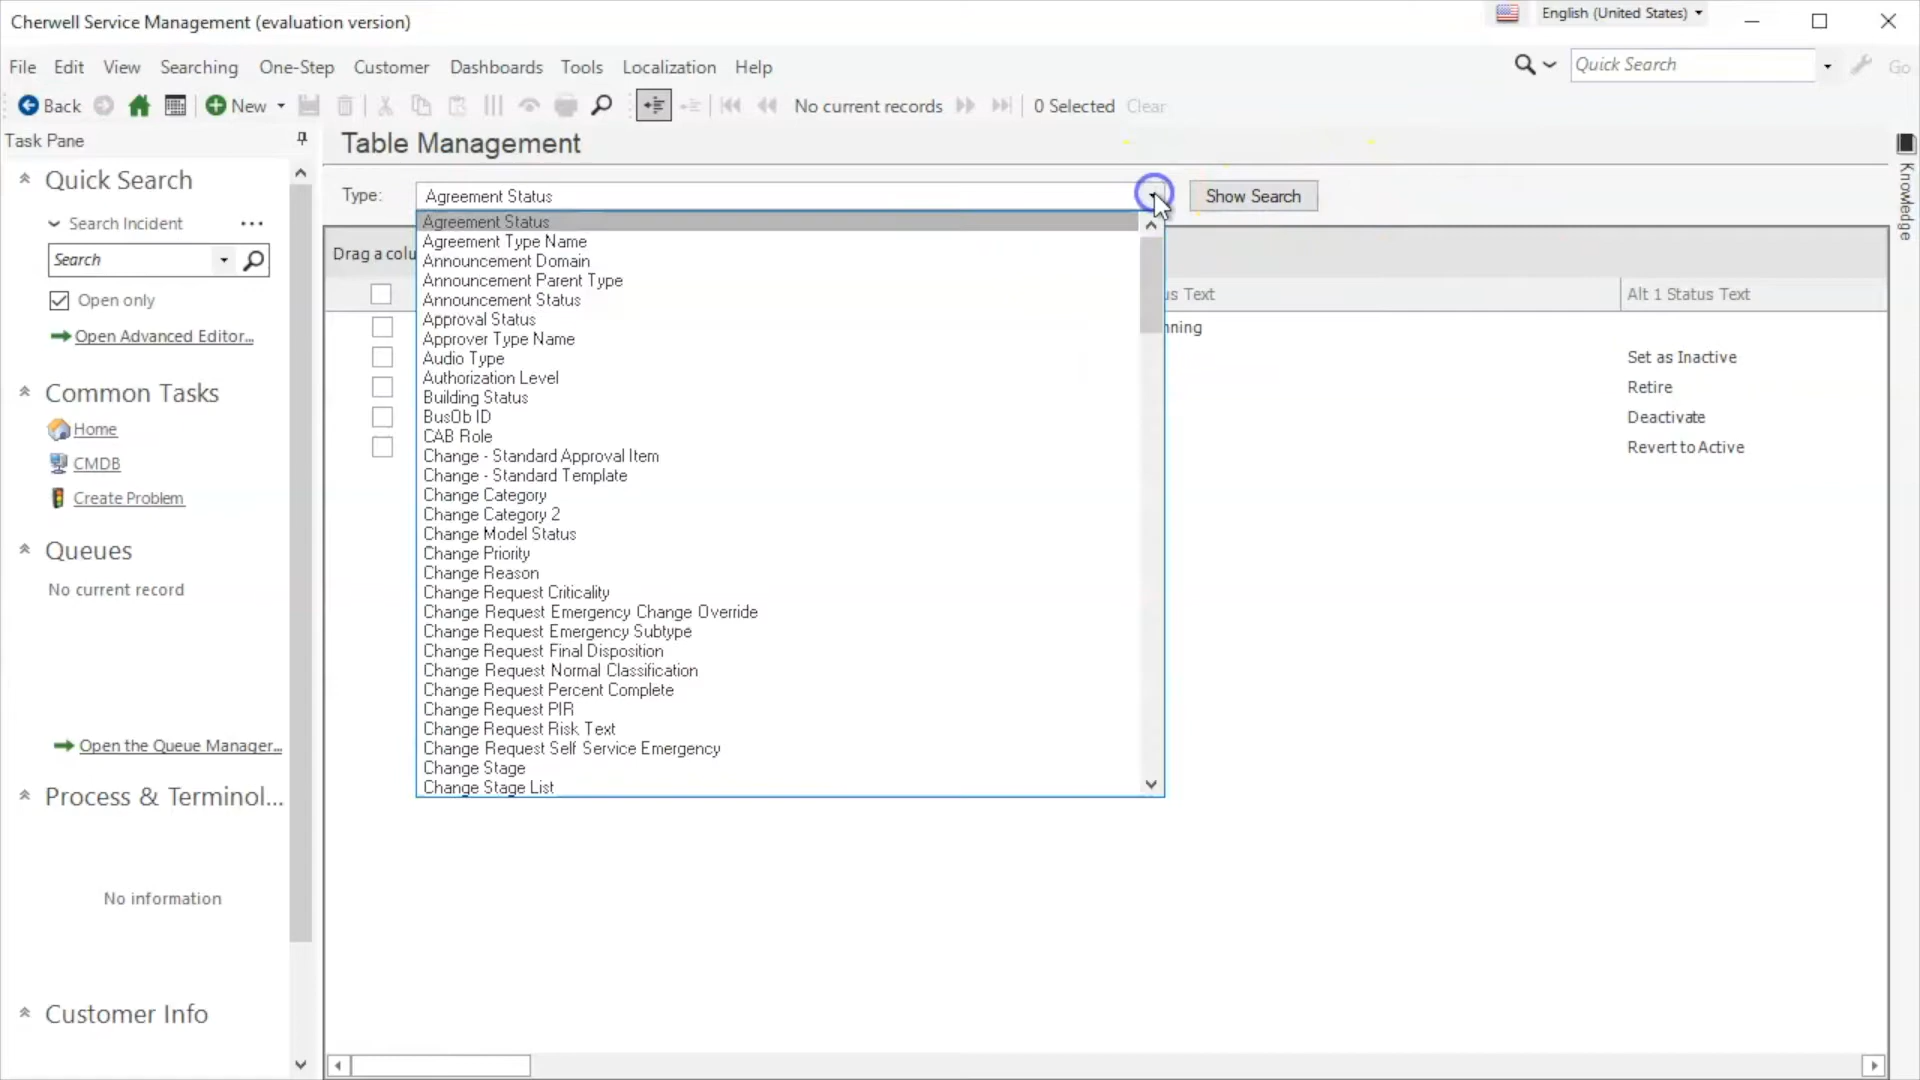 Cherwell Service Management (evaluation version)
English (United States)
File Edit View Searching One-Step Customer Dashboards Tools Localization Help
Quick Search
Go
Back
New
No current records
0 Selected
Clear
Task Pane
Table Management
Knowledge
Quick Search
Search Incident
Search
Open only
Open Advanced Editor...
Common Tasks
Home
CMDB
Create Problem
Queues
No current record
Open the Queue Manager...
Process & Terminol...
No information
Customer Info
Type:
Agreement Status
Show Search
Drag a colu
Agreement Status
Agreement Type Name
Announcement Domain
Announcement Parent Type
Announcement Status
Approval Status
Approver Type Name
Audio Type
Authorization Level
Building Status
BusOb ID
CAB Role
Change - Standard Approval Item
Change - Standard Template
Change Category
Change Category 2
Change Model Status
Change Priority
Change Reason
Change Request Criticality
Change Request Emergency Change Override
Change Request Emergency Subtype
Change Request Final Disposition
Change Request Normal Classification
Change Request Percent Complete
Change Request PIR
Change Request Risk Text
Change Request Self Service Emergency
Change Stage
Change Stage List
us Text
Alt 1 Status Text
nning
Set as Inactive
Retire
Deactivate
Revert to Active